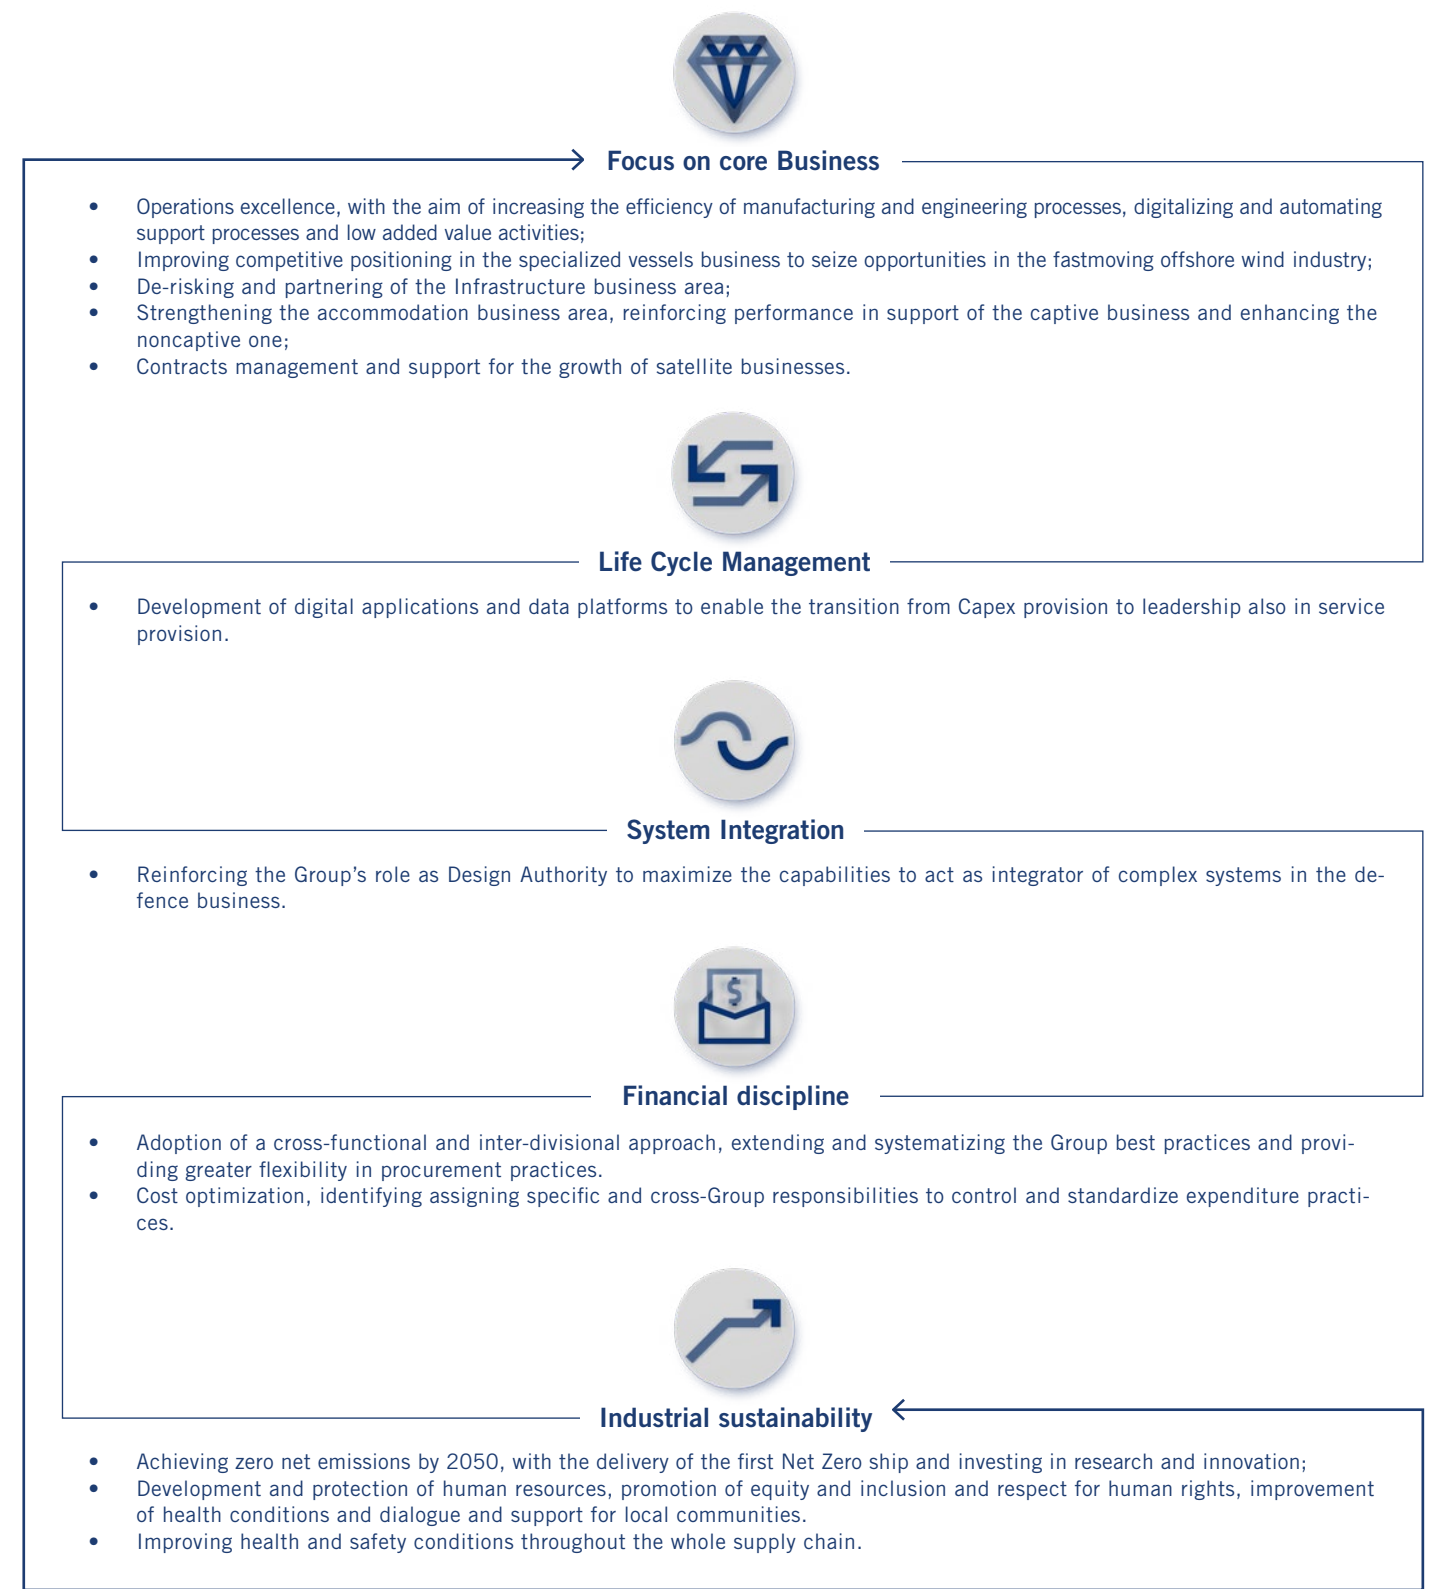 Focus on core Business
• Operations excellence, with the aim of increasing the efficiency of manufacturing and engineering processes, digitalizing and automating
support processes and low added value activities;
• Improving competitive positioning in the specialized vessels business to seize opportunities in the fastmoving offshore wind industry;
• De-risking and partnering of the Infrastructure business area;
• Strengthening the accommodation business area, reinforcing performance in support of the captive business and enhancing the
noncaptive one;
• Contracts management and support for the growth of satellite businesses.
Life Cycle Management
• Development of digital applications and data platforms to enable the transition from Capex provision to leadership also in service
provision.
System Integration
• Reinforcing the Group’s role as Design Authority to maximize the capabilities to act as integrator of complex systems in the de-
fence business.
$
Financial discipline
• Adoption of a cross-functional and inter-divisional approach, extending and systematizing the Group best practices and provi-
ding greater flexibility in procurement practices.
• Cost optimization, identifying assigning specific and cross-Group responsibilities to control and standardize expenditure practi-
ces.
Industrial sustainability
• Achieving zero net emissions by 2050, with the delivery of the first Net Zero ship and investing in research and innovation;
• Development and protection of human resources, promotion of equity and inclusion and respect for human rights, improvement
of health conditions and dialogue and support for local communities.
• Improving health and safety conditions throughout the whole supply chain.